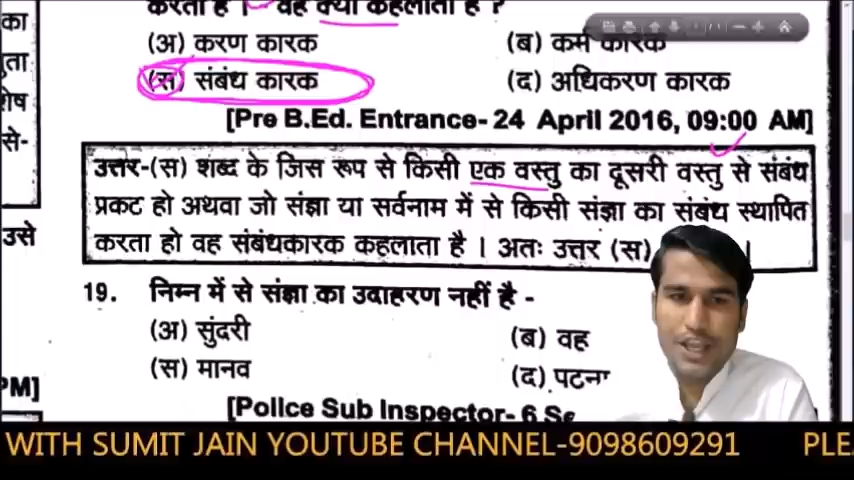 का
ता
शेष
से-
उसे
PM]
करता है । वह क्या कहलाता है ?
(अ) करण कारक
(ब) कर्म कारक
(स) संबंध कारक
(द) अधिकरण कारक
[Pre B.Ed. Entrance- 24 April 2016, 09:00 AM]
उत्तर-(स) शब्द के जिस रूप से किसी एक वस्तु का दूसरी वस्तु से संबंध
प्रकट हो अथवा जो संज्ञा या सर्वनाम में से किसी संज्ञा का संबंध स्थापित
करता हो वह संबंधकारक कहलाता है । अतः उत्तर (स) ।
19. निम्न में से संज्ञा का उदाहरण नहीं है -
(अ) सुंदरी
(ब) वह
(स) मानव
(द) पटना
[Police Sub Inspector- 6 Se
WITH SUMIT JAIN YOUTUBE CHANNEL-9098609291 PLE